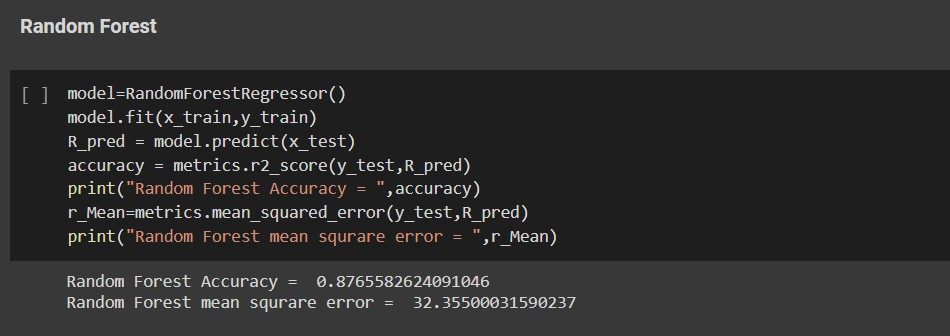 Random Forest
[ ] model=RandomForestRegressor()
model.fit(x_train,y_train)
R_pred = model.predict(x_test)
accuracy = metrics.r2_score(y_test,R_pred)
print("Random Forest Accuracy = ",accuracy)
r_Mean=metrics.mean_squared_error(y_test,R_pred)
print("Random Forest mean squrare error = ",r_Mean)
Random Forest Accuracy =  0.8765582624091046
Random Forest mean squrare error =  32.35500031590237